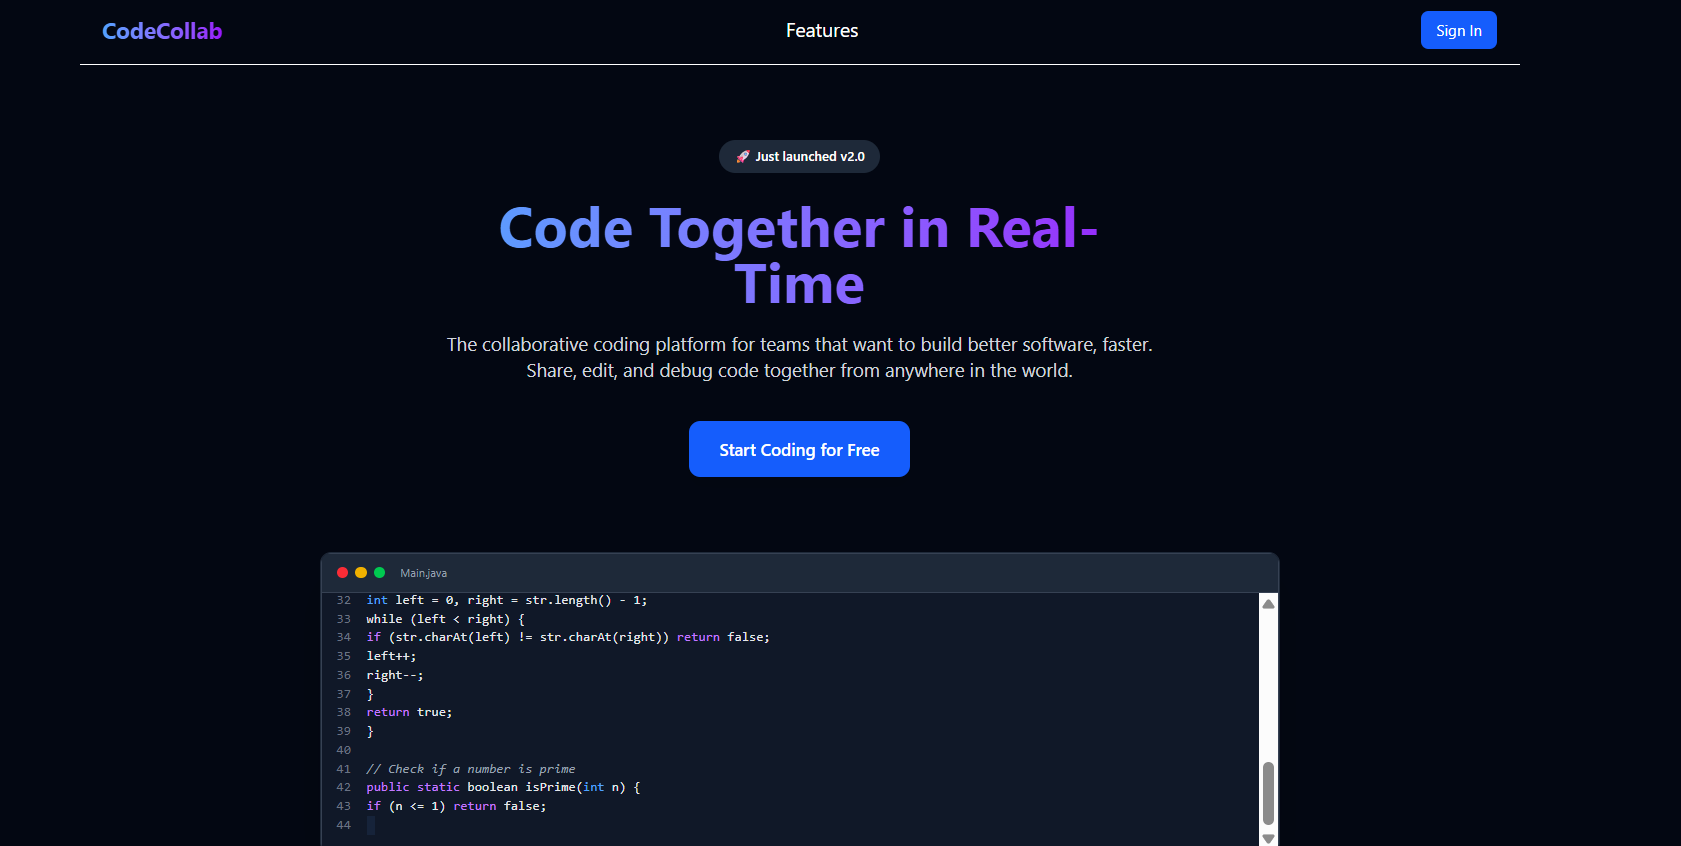 CodeCollab
Features
Sign In
🚀 Just launched v2.0
Code Together in Real-
Time
The collaborative coding platform for teams that want to build better software, faster.
Share, edit, and debug code together from anywhere in the world.
Start Coding for Free
Main.java
32 int left = 0, right = str.length() - 1;
33 while (left < right) {
34 if (str.charAt(left) != str.charAt(right)) return false;
35 left++;
36 right--;
37 }
38 return true;
39 }
40
41 // Check if a number is prime
42 public static boolean isPrime(int n) {
43 if (n <= 1) return false;
44